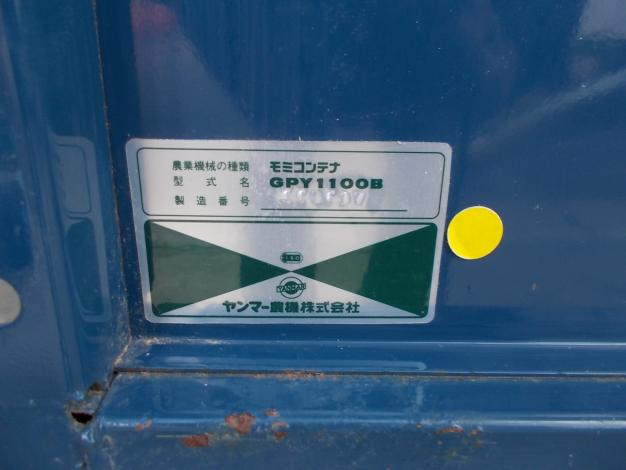 農業機械の種類 モミコンテナ
型式名 GPY1100B
製造番号
YANMAR
ヤンマー農機株式会社